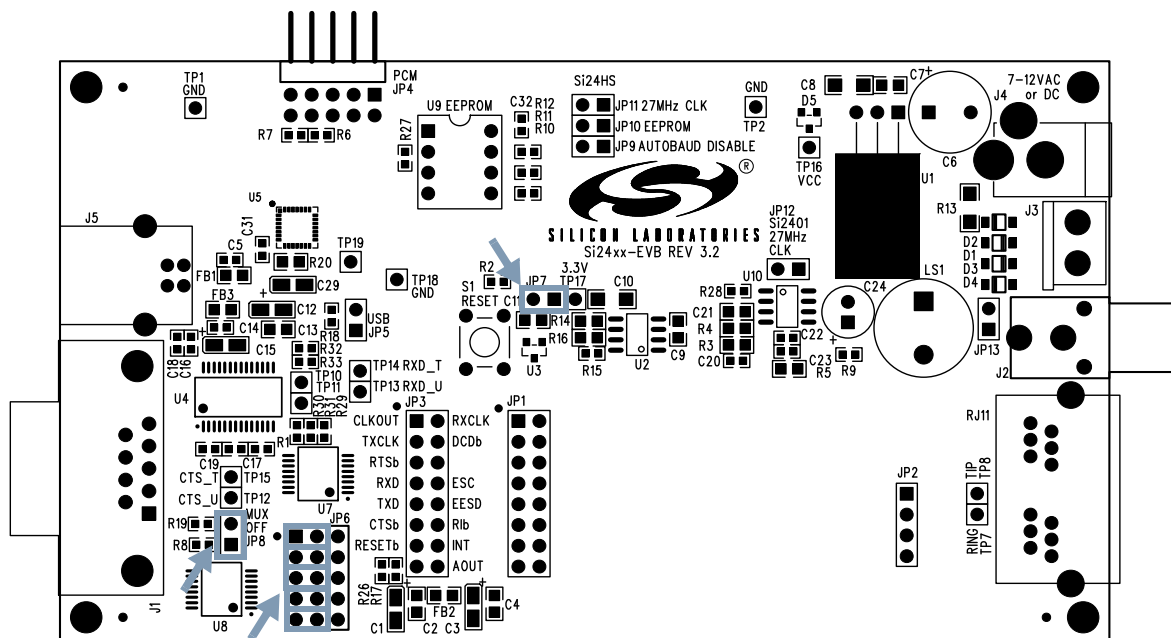 TP1
GND
PCM
JP4
R7
R6
U9 EEPROM
R27
C32
R12
R11
R10
Si24HS
JP11 27MHz CLK
JP10 EEPROM
JP9 AUTOBAUD DISABLE
GND
TP2
C8
D5
C7
TP16
VCC
C6
U1
7-12VAC
or DC
J4
R13
J3
D2
D1
D3
D4
®
SILICON LABORATORIES
Si24xx-EVB REV 3.2
JP12
Si2401
27MHz
CLK
J5
U5
C31
C5
FB1
R20
C29
TP19
TP18
GND
FB3
C12
C14
C13
C15
C18
C16
USB
JP5
R18
R32
R33
TP10
TP11
TP14 RXD_T
TP13 RXD_U
R2
S1
RESET
C11
JP7
3.3V
TP17
C10
R14
R16
U3
R15
U2
C9
U10
R28
C21
R4
R3
C20
C22
C23
R5
R9
C24
LS1
JP13
J2
U4
R30
R31
R29
R1
C19
C17
CTS_T
TP15
CTS_U
TP12
MUX
OFF
JP8
R19
R8
U7
JP6
U8
J1
JP3
JP1
CLKOUT
RXCLK
TXCLK
DCDb
RTSb
RXD
ESC
TXD
EESD
CTSb
RIb
RESETb
INT
AOUT
R26
R17
C1
C2
FB2
C3
C4
JP2
RJ11
TIP
TP8
RING
TP7